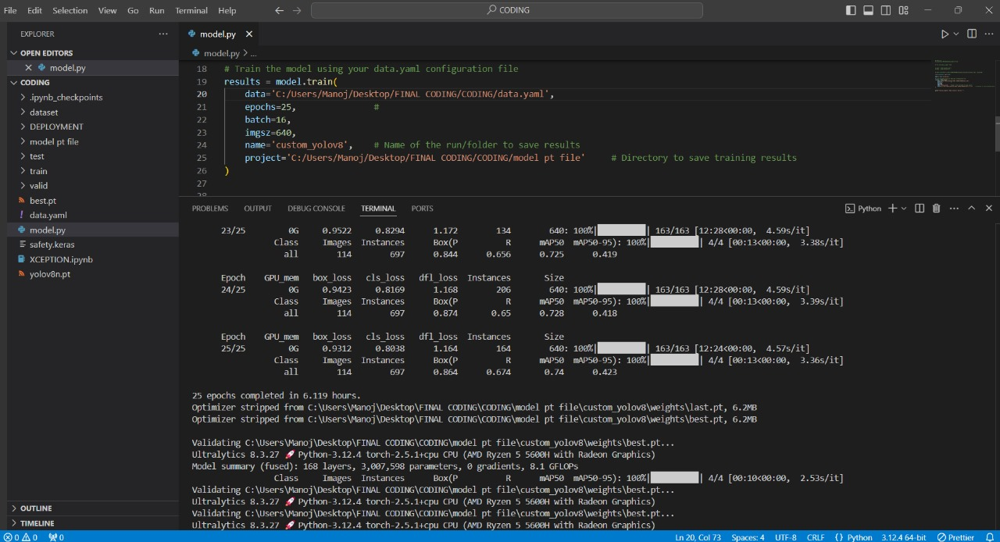 File Edit Selection View Go Run Terminal Help
CODING
EXPLORER
OPEN EDITORS
model.py
CODING
.ipynb_checkpoints
dataset
DEPLOYMENT
model pt file
test
train
valid
best.pt
data.yaml
model.py
safety.keras
XCEPTION.ipynb
yolov8n.pt
OUTLINE
TIMELINE
model.py
model.py > ...
18 # Train the model using your data.yaml configuration file
19 results = model.train(
20 data='C:/Users/Manoj/Desktop/FINAL CODING/CODING/data.yaml',
21 epochs=25, #
22 batch=16,
23 imgsz=640,
24 name='custom_yolov8', # Name of the run/folder to save results
25 project='C:/Users/Manoj/Desktop/FINAL CODING/CODING/model pt file' # Directory to save training results
26 )
27
28
PROBLEMS OUTPUT DEBUG CONSOLE TERMINAL PORTS
Python
23/25 0G 0.9522 0.8294 1.172 134 640: 100%| | 163/163 [12:28<00:00, 4.59s/it]
Class Images Instances Box(P R mAP50 mAP50-95): 100%| | 4/4 [00:13<00:00, 3.38s/it]
all 114 697 0.844 0.656 0.725 0.419
Epoch GPU_mem box_loss cls_loss dfl_loss Instances Size
24/25 0G 0.9423 0.8169 1.168 206 640: 100%| | 163/163 [12:28<00:00, 4.59s/it]
Class Images Instances Box(P R mAP50 mAP50-95): 100%| | 4/4 [00:13<00:00, 3.39s/it]
all 114 697 0.874 0.65 0.728 0.418
Epoch GPU_mem box_loss cls_loss dfl_loss Instances Size
25/25 0G 0.9312 0.8038 1.164 164 640: 100%| | 163/163 [12:24<00:00, 4.57s/it]
Class Images Instances Box(P R mAP50 mAP50-95): 100%| | 4/4 [00:13<00:00, 3.36s/it]
all 114 697 0.864 0.674 0.74 0.423
25 epochs completed in 6.119 hours.
Optimizer stripped from C:\Users\Manoj\Desktop\FINAL CODING\CODING\model pt file\custom_yolov8\weights\last.pt, 6.2MB
Optimizer stripped from C:\Users\Manoj\Desktop\FINAL CODING\CODING\model pt file\custom_yolov8\weights\best.pt, 6.2MB
Validating C:\Users\Manoj\Desktop\FINAL CODING\CODING\model pt file\custom_yolov8\weights\best.pt...
Ultralytics 8.3.27 🚀 Python-3.12.4 torch-2.5.1+cpu CPU (AMD Ryzen 5 5600H with Radeon Graphics)
Model summary (fused): 168 layers, 3,007,598 parameters, 0 gradients, 8.1 GFLOPs
Class Images Instances Box(P R mAP50 mAP50-95): 100%| | 4/4 [00:10<00:00, 2.53s/it]
Validating C:\Users\Manoj\Desktop\FINAL CODING\CODING\model pt file\custom_yolov8\weights\best.pt...
Ultralytics 8.3.27 🚀 Python-3.12.4 torch-2.5.1+cpu CPU (AMD Ryzen 5 5600H with Radeon Graphics)
Validating C:\Users\Manoj\Desktop\FINAL CODING\CODING\model pt file\custom_yolov8\weights\best.pt...
Ultralytics 8.3.27 🚀 Python-3.12.4 torch-2.5.1+cpu CPU (AMD Ryzen 5 5600H with Radeon Graphics)
0 0 0 Ln 20, Col 73 Spaces: 4 UTF-8 CRLF {} Python 3.12.4 64-bit Prettier